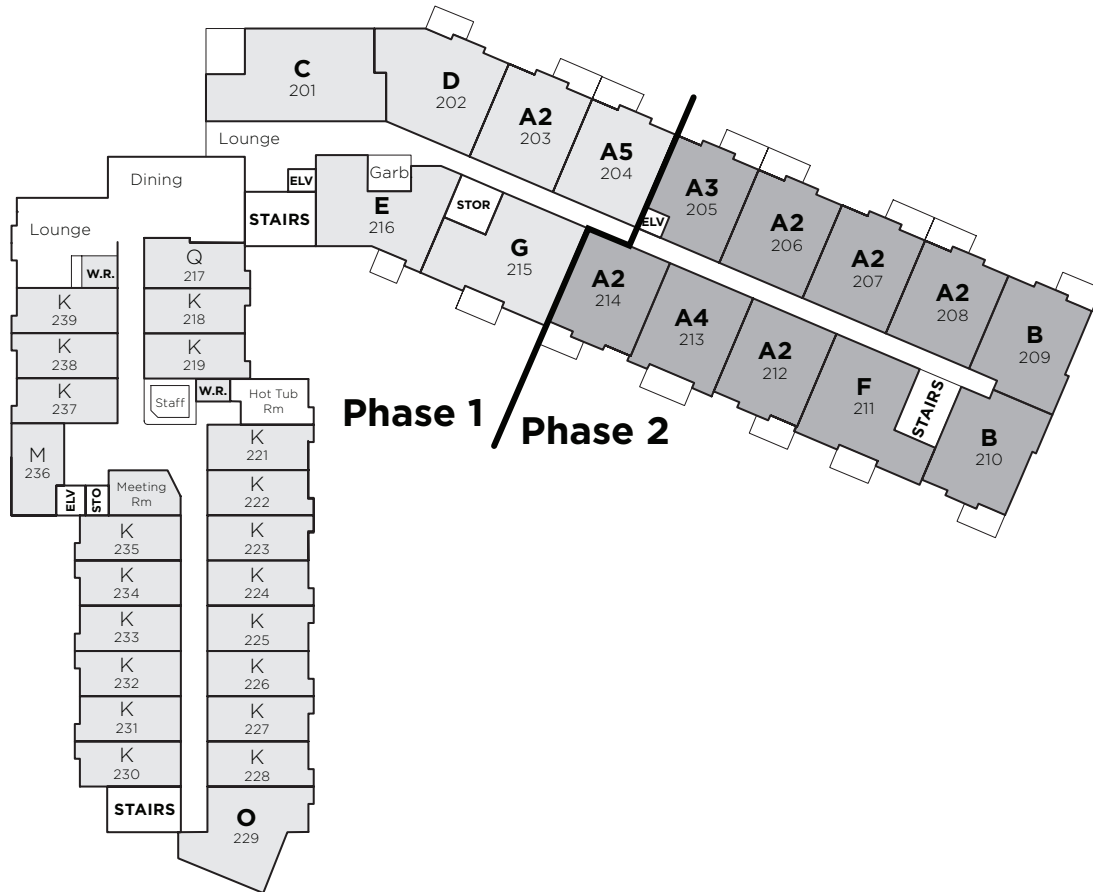 C
201
D
202
A2
203
A5
204
A3
205
A2
206
A2
207
A2
208
B
209
B
210
STAIRS
F
211
A2
212
A4
213
A2
214
ELV
G
215
STOR
E
216
Garb
ELV
STAIRS
Lounge
Dining
Lounge
W.R.
Phase 1
Phase 2
Q
217
K
218
K
219
Staff
W.R.
Hot Tub
Rm
K
221
K
222
K
223
K
224
K
225
K
226
K
227
K
228
O
229
STAIRS
K
230
K
231
K
232
K
233
K
234
K
235
Meeting
Rm
STO
ELV
M
236
K
237
K
238
K
239